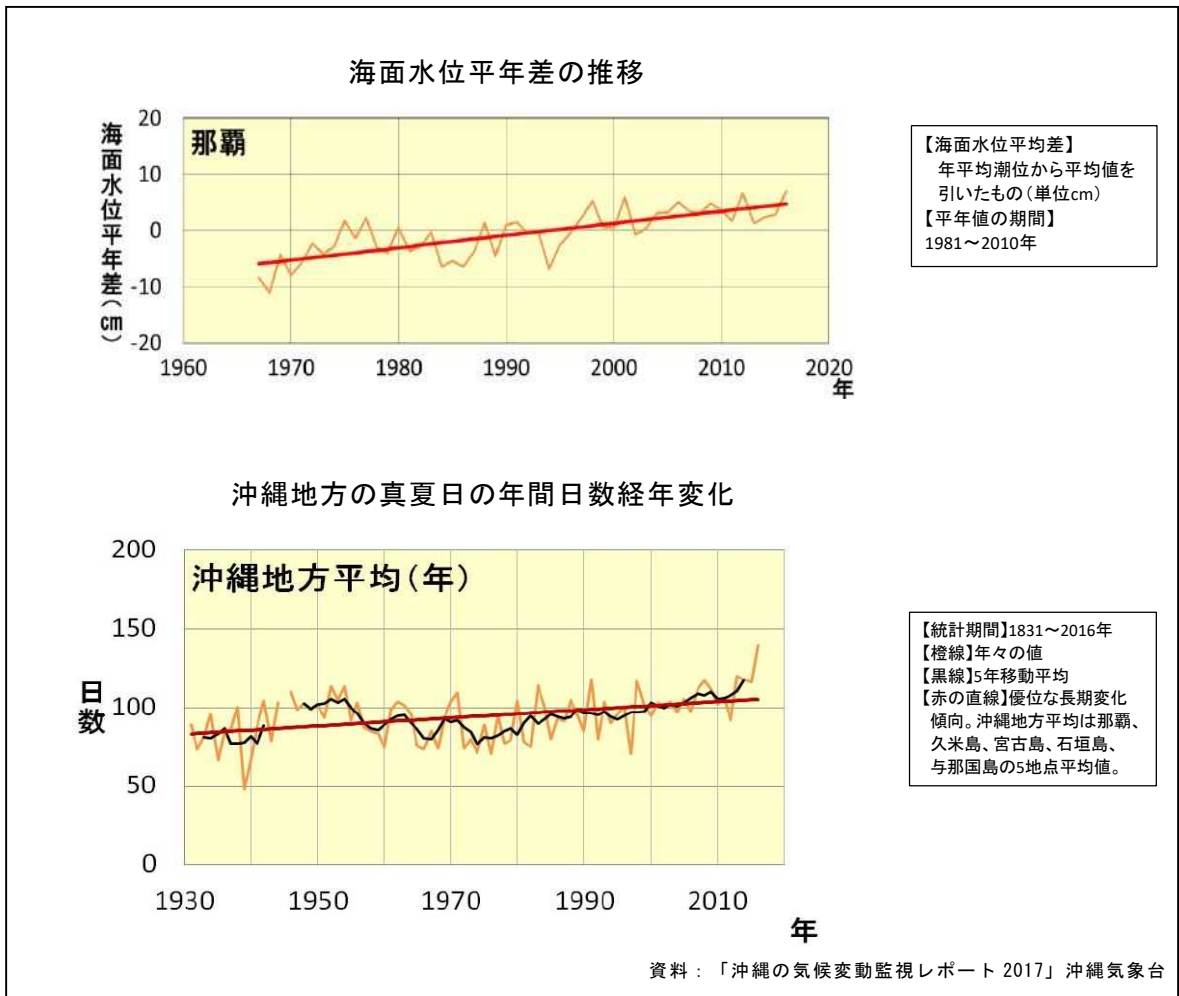 海面水位平年差の推移
海面水位平年差(cm)
那覇
20
10
0
-10
-20
1960 1970 1980 1990 2000 2010 2020
年
【海面水位平均差】
年平均潮位から平均値を
引いたもの(単位cm)
【平年値の期間】
1981～2010年
沖縄地方の真夏日の年間日数経年変化
日数
沖縄地方平均(年)
200
150
100
50
0
1930 1950 1970 1990 2010
年
【統計期間】1831～2016年
【橙線】年々の値
【黒線】5年移動平均
【赤の直線】優位な長期変化
傾向。沖縄地方平均は那覇、
久米島、宮古島、石垣島、
与那国島の5地点平均値。
資料：「沖縄の気候変動監視レポート 2017」沖縄気象台